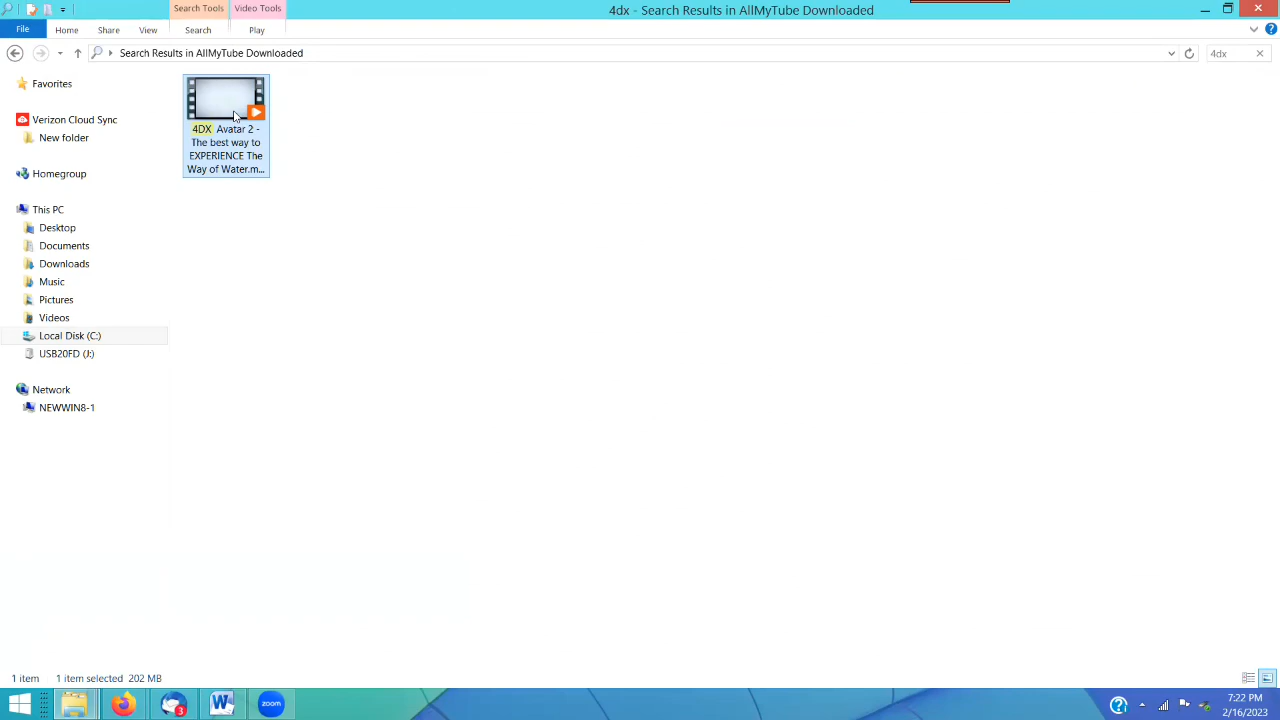 Search Tools
Video Tools
4dx - Search Results in AllMyTube Downloaded
File
Home
Share
View
Search
Play
Search Results in AllMyTube Downloaded
4dx
Favorites
Verizon Cloud Sync
New folder
Homegroup
This PC
Desktop
Documents
Downloads
Music
Pictures
Videos
Local Disk (C:)
USB20FD (J:)
Network
NEWWIN8-1
4DX Avatar 2 -
The best way to
EXPERIENCE The
Way of Water.m...
1 item
1 item selected 202 MB
3
W
zoom
7:22 PM
2/16/2023